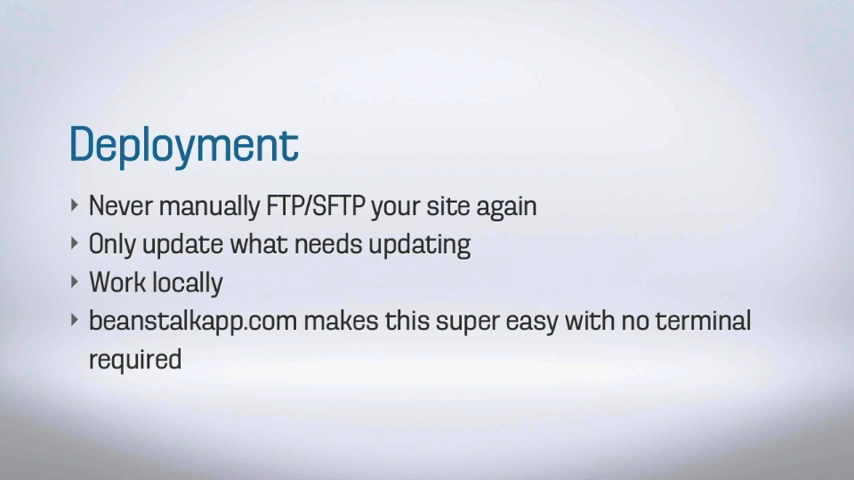 Deployment
‣ Never manually FTP/SFTP your site again
‣ Only update what needs updating
‣ Work locally
‣ beanstalkapp.com makes this super easy with no terminal
required